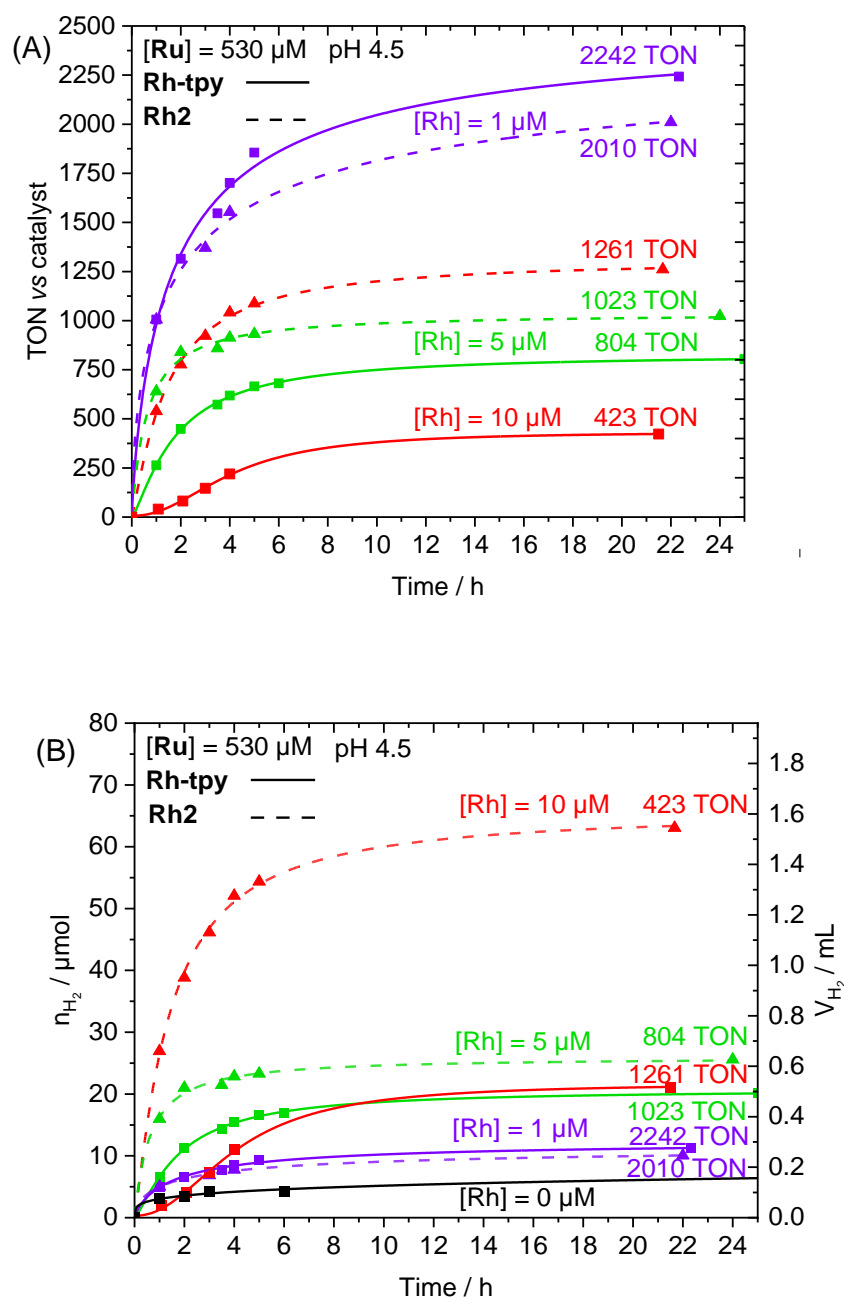 (A)
[Ru] = 530 µM pH 4.5
Rh-tpy
Rh2
2242 TON
[Rh] = 1 µM
2010 TON
1261 TON
1023 TON
[Rh] = 5 µM 804 TON
[Rh] = 10 µM 423 TON
TON vs catalyst
2500
2250
2000
1750
1500
1250
1000
750
500
250
0
0 2 4 6 8 10 12 14 16 18 20 22 24
Time / h
(B)
[Ru] = 530 µM pH 4.5
Rh-tpy
Rh2
[Rh] = 10 µM 423 TON
[Rh] = 5 µM 804 TON
1261 TON
1023 TON
[Rh] = 1 µM 2242 TON
2010 TON
[Rh] = 0 µM
nH2 / µmol
80
70
60
50
40
30
20
10
0
VH2 / mL
1.8
1.6
1.4
1.2
1.0
0.8
0.6
0.4
0.2
0.0
0 2 4 6 8 10 12 14 16 18 20 22 24
Time / h